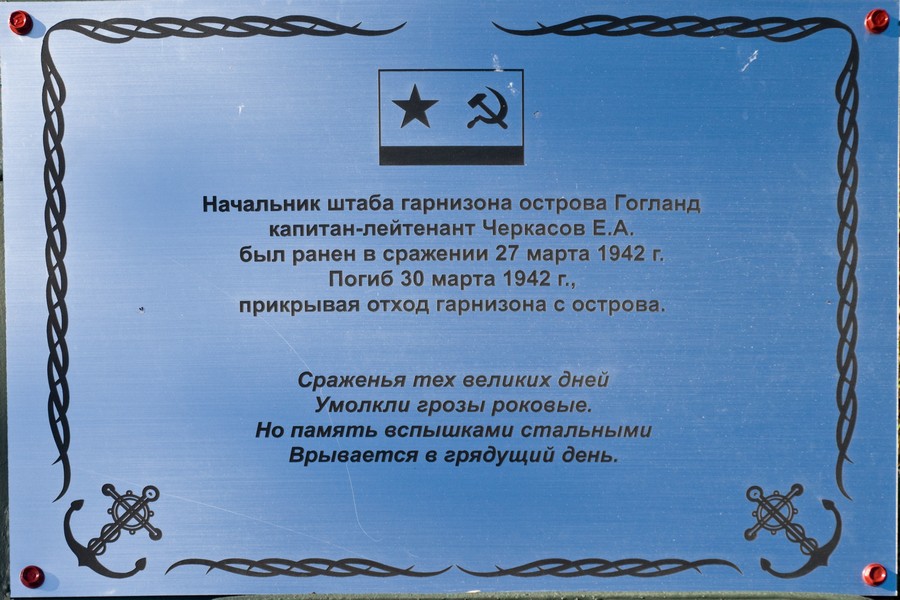 Начальник штаба гарнизона острова Гогланд
капитан-лейтенант Черкасов Е.А.
был ранен в сражении 27 марта 1942 г.
Погиб 30 марта 1942 г.,
прикрывая отход гарнизона с острова.
Сраженья тех великих дней
Умолкли грозы роковые.
Но память вспышками стальными
Врывается в грядущий день.